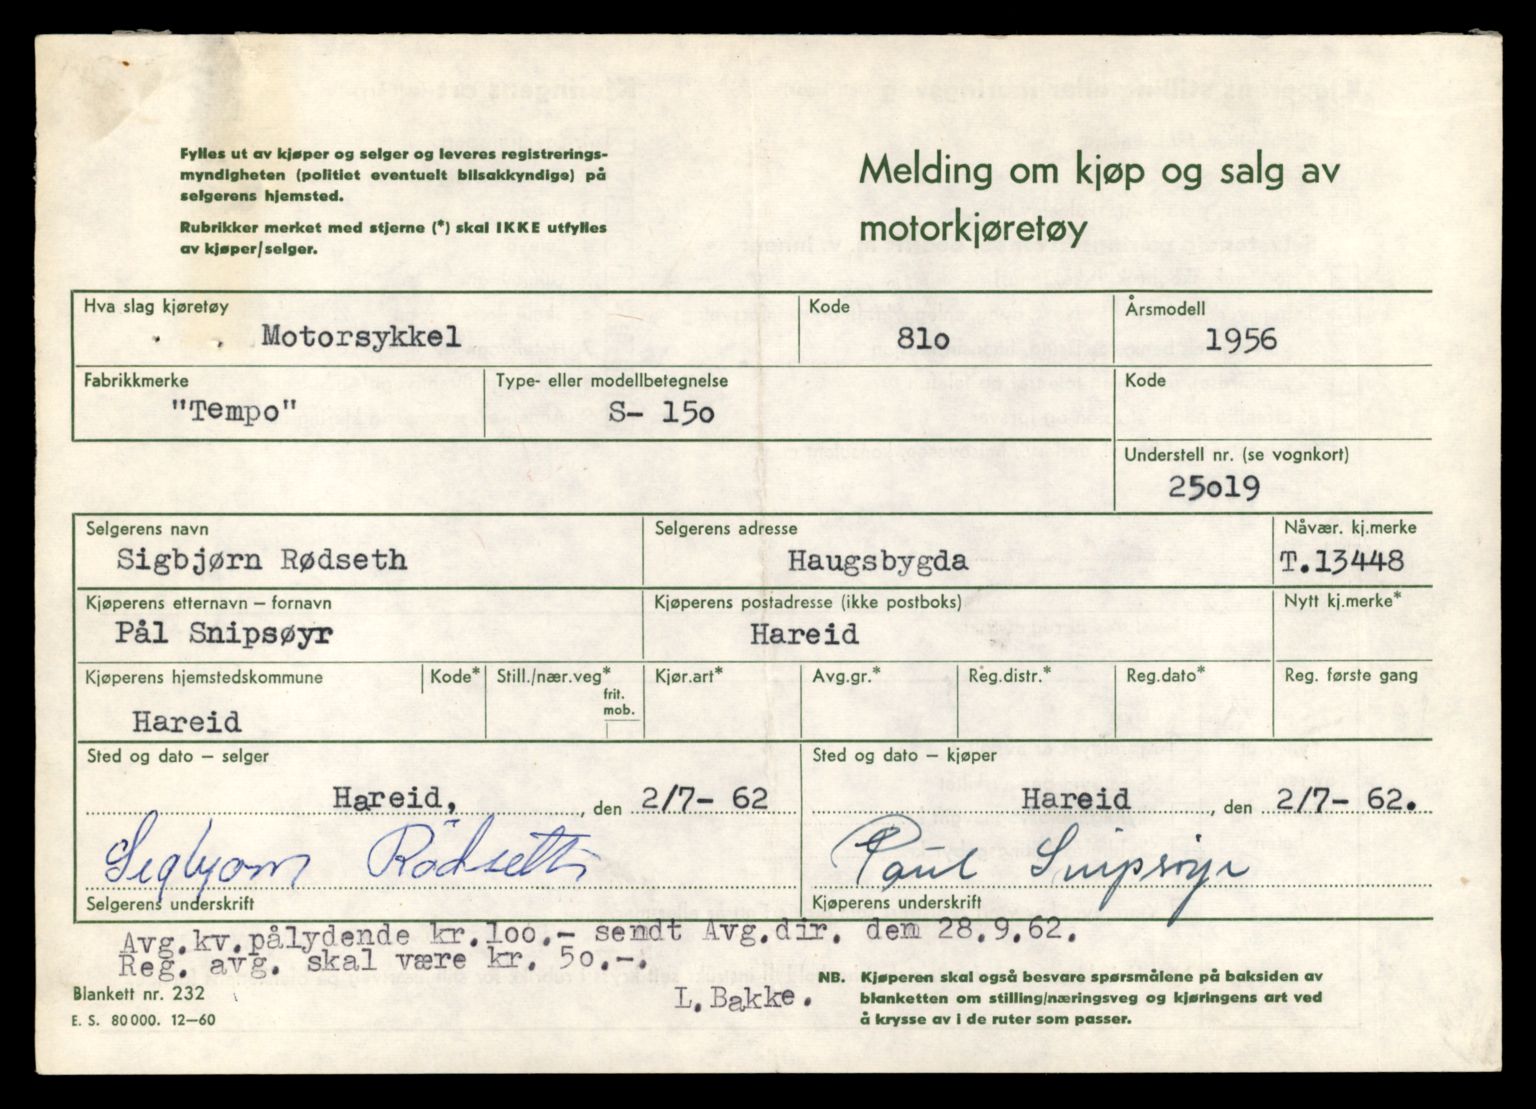 Fylles ut av kjøper og selger og leveres registrerings-
myndigheten (politiet eventuelt bilsakkyndige) på
selgerens hjemsted.
Rubrikker merket med stjerne (*) skal IKKE utfylles
av kjøper/selger.
Melding om kjøp og salg av
motorkjøretøy
Hva slag kjøretøy
Motorsykkel
Kode
81o
Årsmodell
1956
Fabrikkmerke
"Tempo"
Type- eller modellbetegnelse
S- 15o
Kode
Understell nr. (se vognkort)
25o19
Selgerens navn
Sigbjørn Rødseth
Selgerens adresse
Haugsbygda
Nåvær. kj.merke
T.13448
Kjøperens etternavn – fornavn
Pål Snipsøyr
Kjøperens postadresse (ikke postboks)
Hareid
Nytt kj.merke*
Kjøperens hjemstedskommune
Hareid
Kode*
Still./nær.veg*
frit.
mob.
Kjør.art*
Avg.gr.*
Reg.distr.*
Reg.dato*
Reg. første gang
Sted og dato – selger
Hareid, , den 2/7- 62
Sted og dato – kjøper
Hareid , den 2/7- 62.
Sigbjørn Rødseth
Selgerens underskrift
Paul Snipsøyr
Kjøperens underskrift
Avg.kv.pålydende kr.loo.- sendt Avg.dir. dem 28.9.62.
Reg. avg. skal være kr. 5o.-.
L.Bakke.
Blankett nr. 232
E. S. 80 000. 12–60
NB. Kjøperen skal også besvare spørsmålene på baksiden av
blanketten om stilling/næringsveg og kjøringens art ved
å krysse av i de ruter som passer.